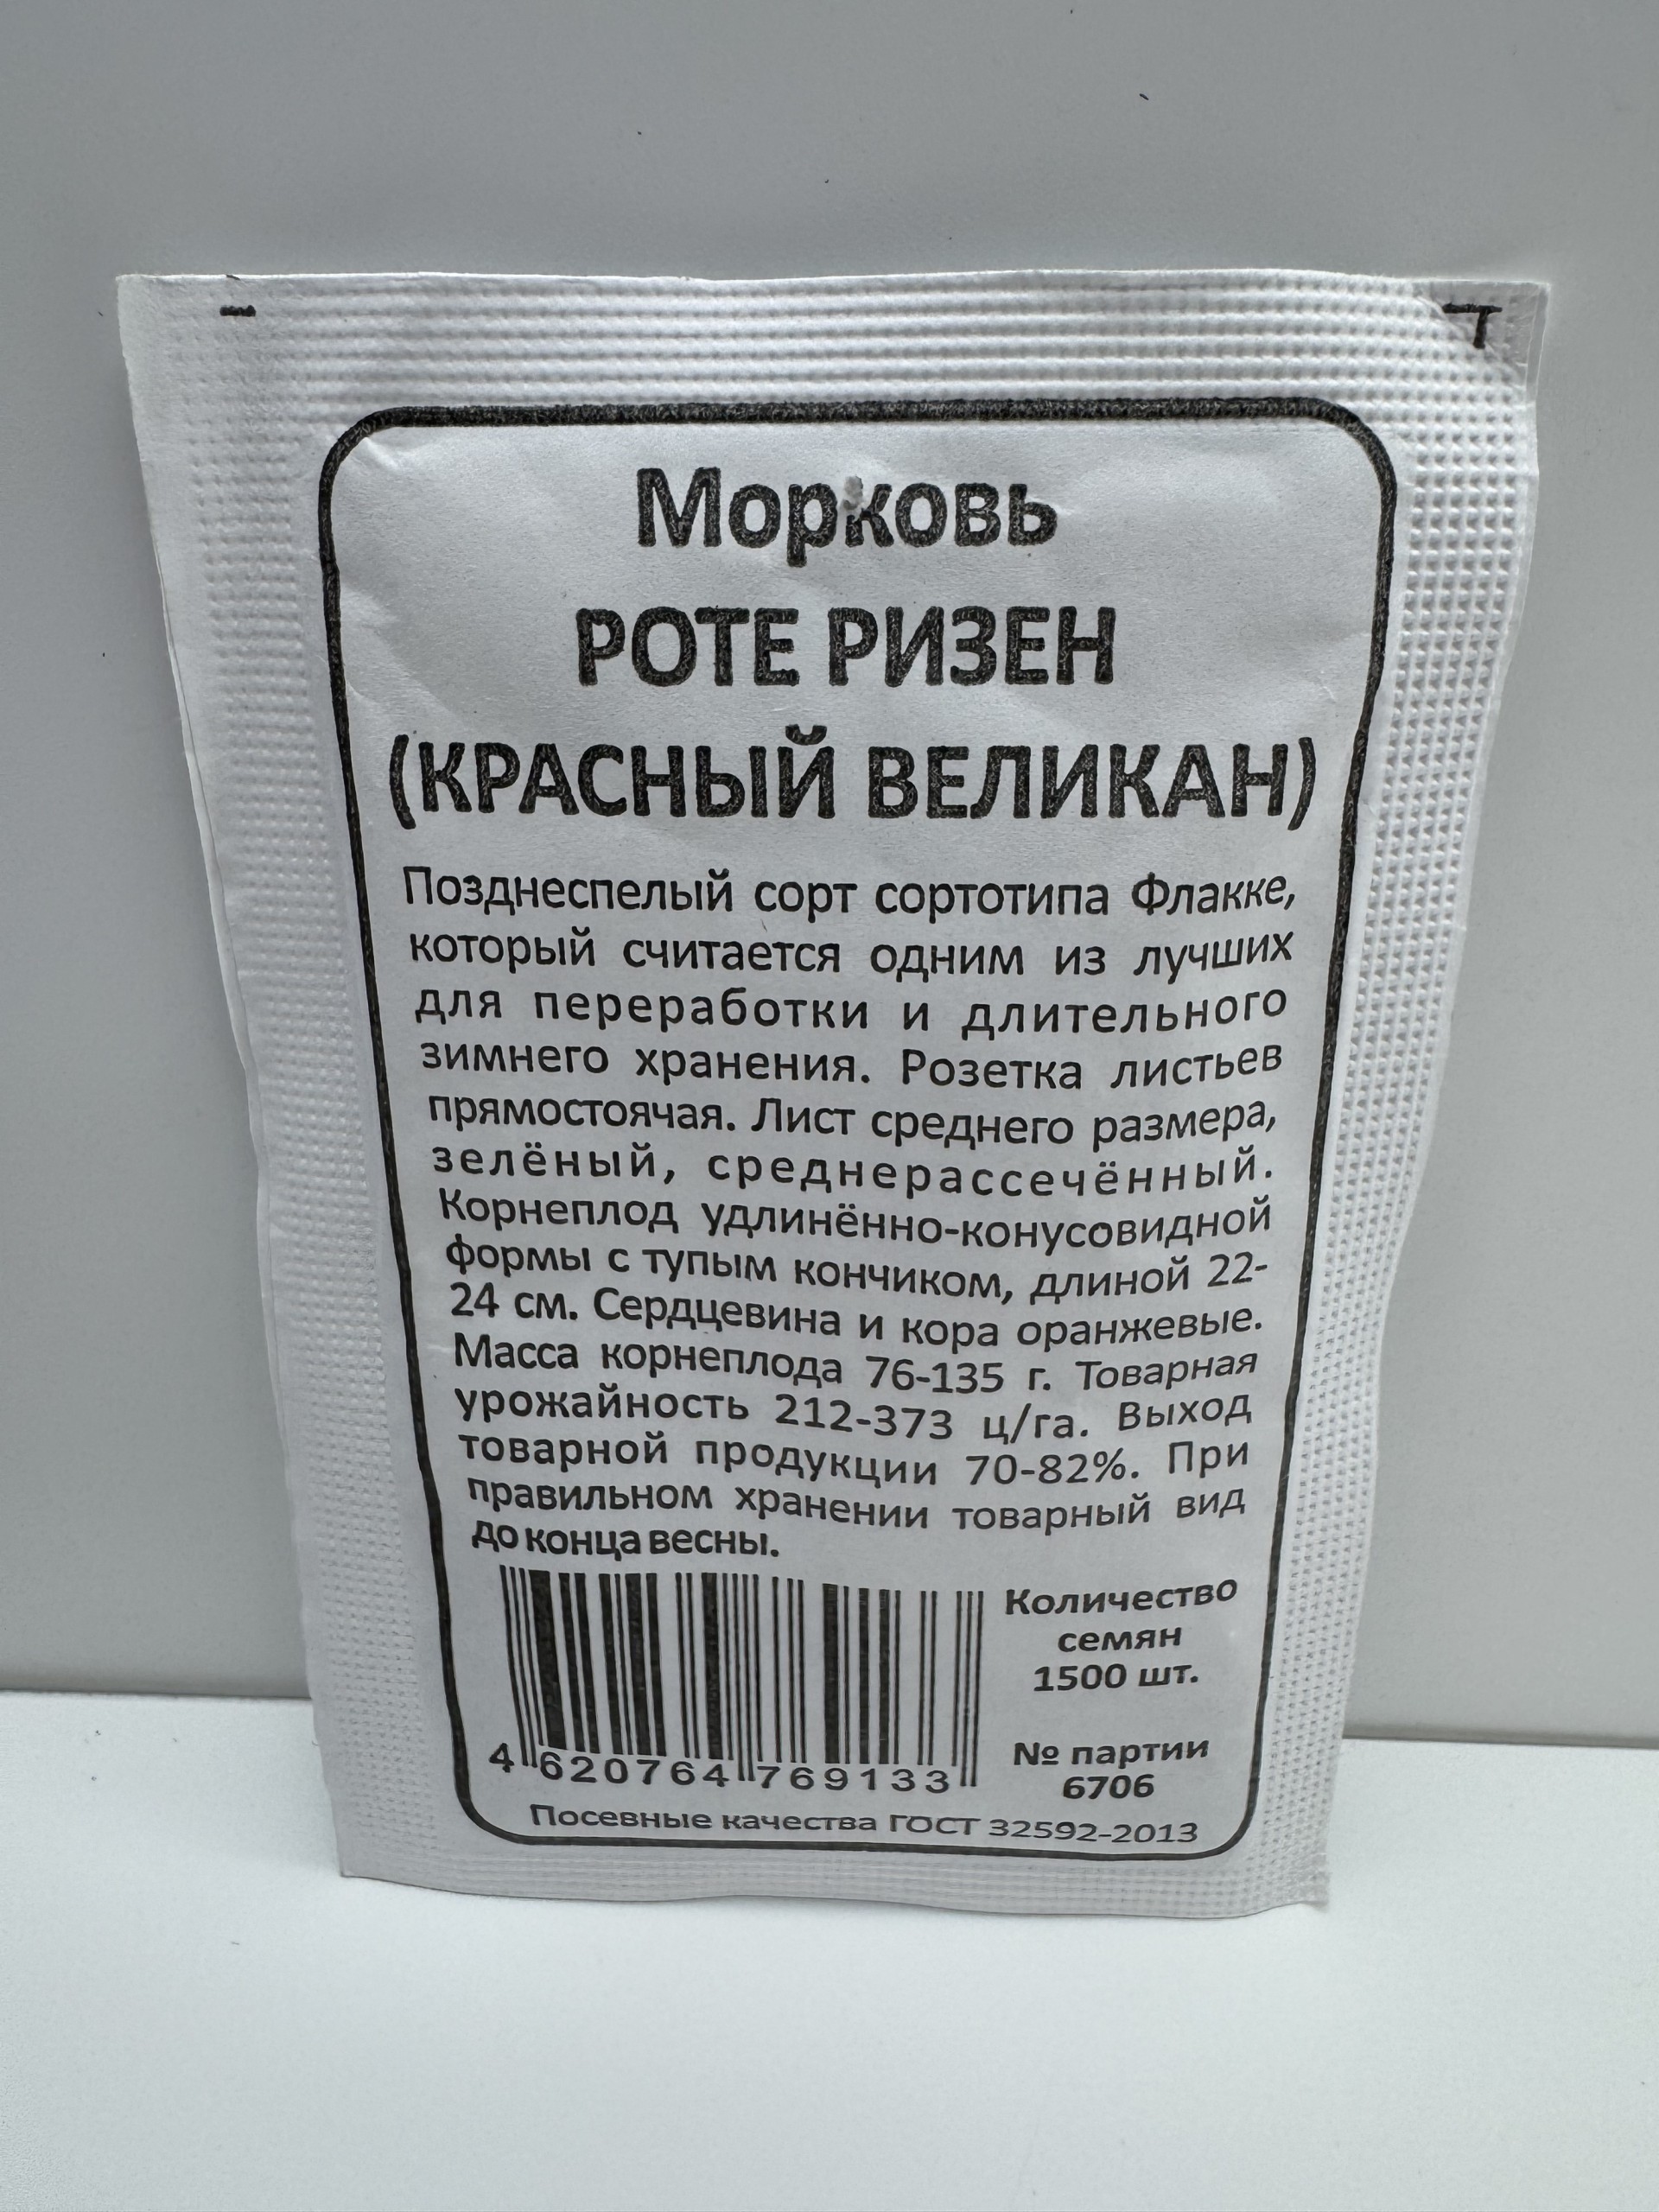 Морковь
РОТЕ РИЗЕН
(КРАСНЫЙ ВЕЛИКАН)
Позднеспелый сорт сортотипа Флакке,
который считается одним из лучших
для переработки и длительного
зимнего хранения. Розетка листьев
прямостоячая. Лист среднего размера,
зелёный, среднерассечённый.
Корнеплод удлинённо-конусовидной
формы с тупым кончиком, длиной 22-
24 см. Сердцевина и кора оранжевые.
Масса корнеплода 76-135 г. Товарная
урожайность 212-373 ц/га. Выход
товарной продукции 70-82%. При
правильном хранении товарный вид
до конца весны.
Количество
семян
1500 шт.
№ партии
6706
4 620764 769133
Посевные качества ГОСТ 32592-2013